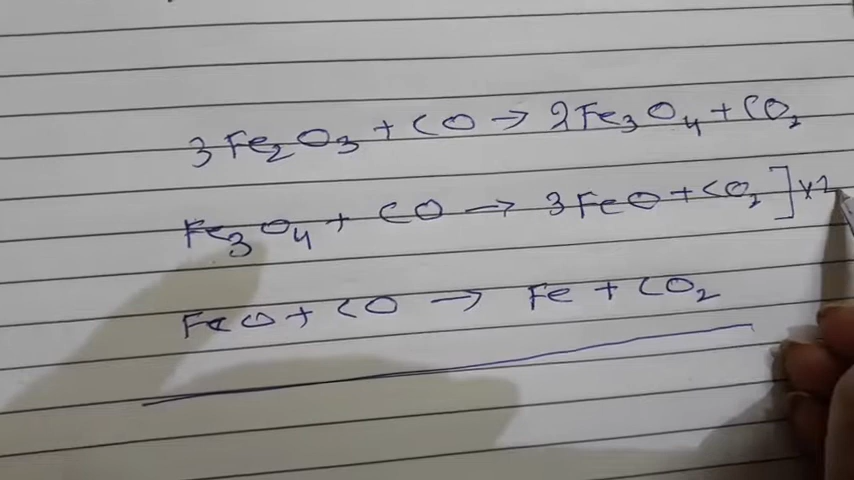 3Fe₂O₃ + CO → 2Fe₃O₄ + CO₂
Fe₃O₄ + CO → 3FeO + CO₂] × 2
FeO + CO → Fe + CO₂